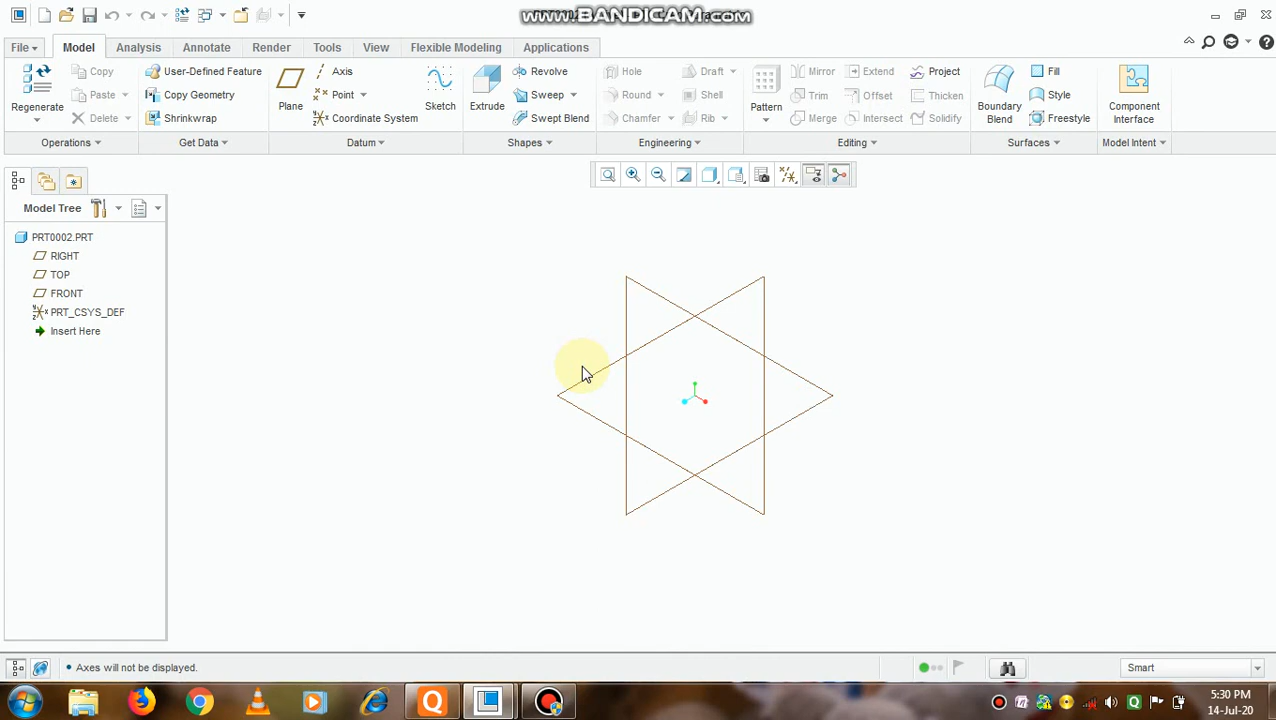 www.BANDICAM.com
File Model Analysis Annotate Render Tools View Flexible Modeling Applications
Regenerate
Copy
Paste
Delete
Operations
User-Defined Feature
Copy Geometry
Shrinkwrap
Get Data
Plane
Axis
Point
Coordinate System
Sketch
Datum
Extrude
Revolve
Sweep
Swept Blend
Shapes
Hole
Round
Chamfer
Draft
Shell
Rib
Engineering
Pattern
Mirror
Trim
Merge
Extend
Offset
Intersect
Project
Thicken
Solidify
Editing
Boundary
Blend
Fill
Style
Freestyle
Surfaces
Component
Interface
Model Intent
Model Tree
PRT0002.PRT
RIGHT
TOP
FRONT
PRT_CSYS_DEF
Insert Here
Axes will not be displayed.
Smart
5:30 PM
14-Jul-20